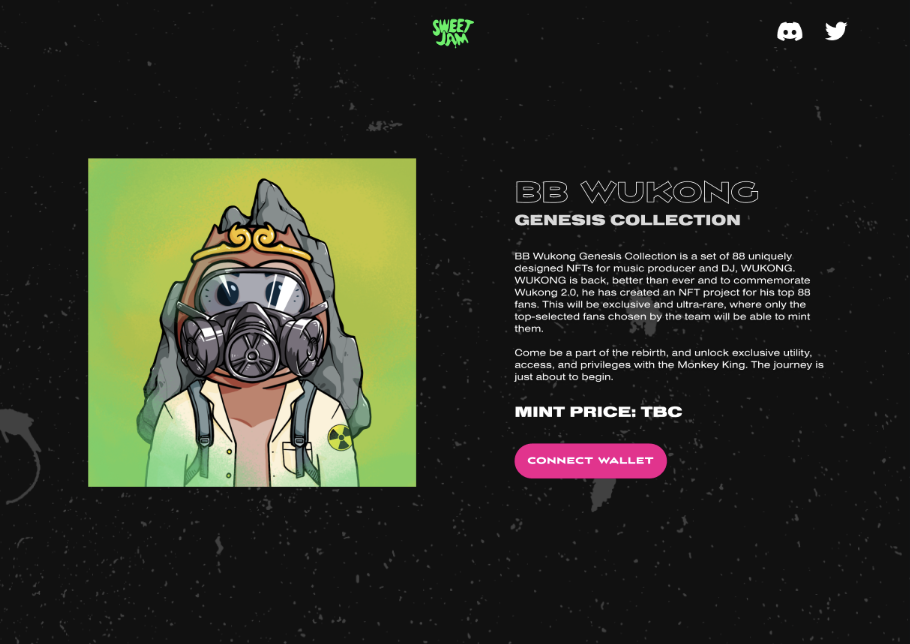 SWEET
JAM
BB WUKONG
GENESIS COLLECTION
BB Wukong Genesis Collection is a set of 88 uniquely
designed NFTs for music producer and DJ, WUKONG.
WUKONG is back, better than ever and to commemorate
Wukong 2.0, he has created an NFT project for his top 88
fans. This will be exclusive and ultra-rare, where only the
top-selected fans chosen by the team will be able to mint
them.
Come be a part of the rebirth, and unlock exclusive utility,
access, and privileges with the Monkey King. The journey is
just about to begin.
MINT PRICE: TBC
CONNECT WALLET